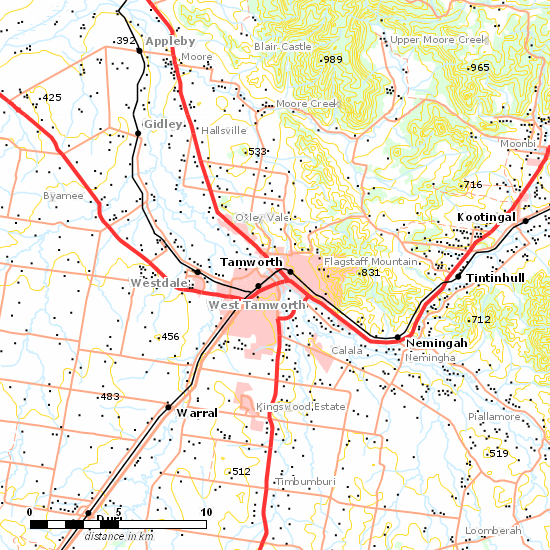 .392
Appleby
Moore
Blair Castle
Upper Moore Creek
.989
.965
.425
Moore Creek
Gidley
Hallsville
.533
Moonbi
Byamee
.716
Oxley Vale
Kootingal
Tamworth
Flagstaff Mountain
.831
Tintinhull
Westdale
West Tamworth
.712
.456
Nemingah
Calala
Nemingha
.483
Warral
Kingswood Estate
Piallamore
.519
.512
Timbumburi
0 5 10
Duri
distance in km
Loomberah